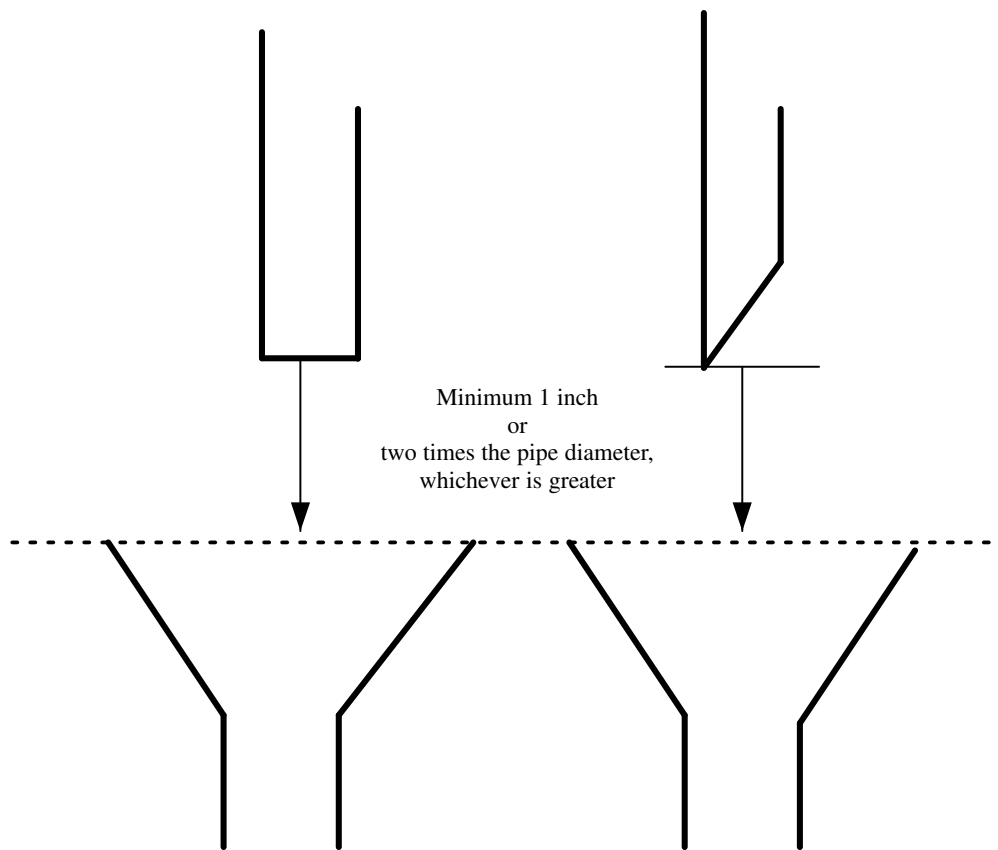 Minimum 1 inch
or
two times the pipe diameter,
whichever is greater